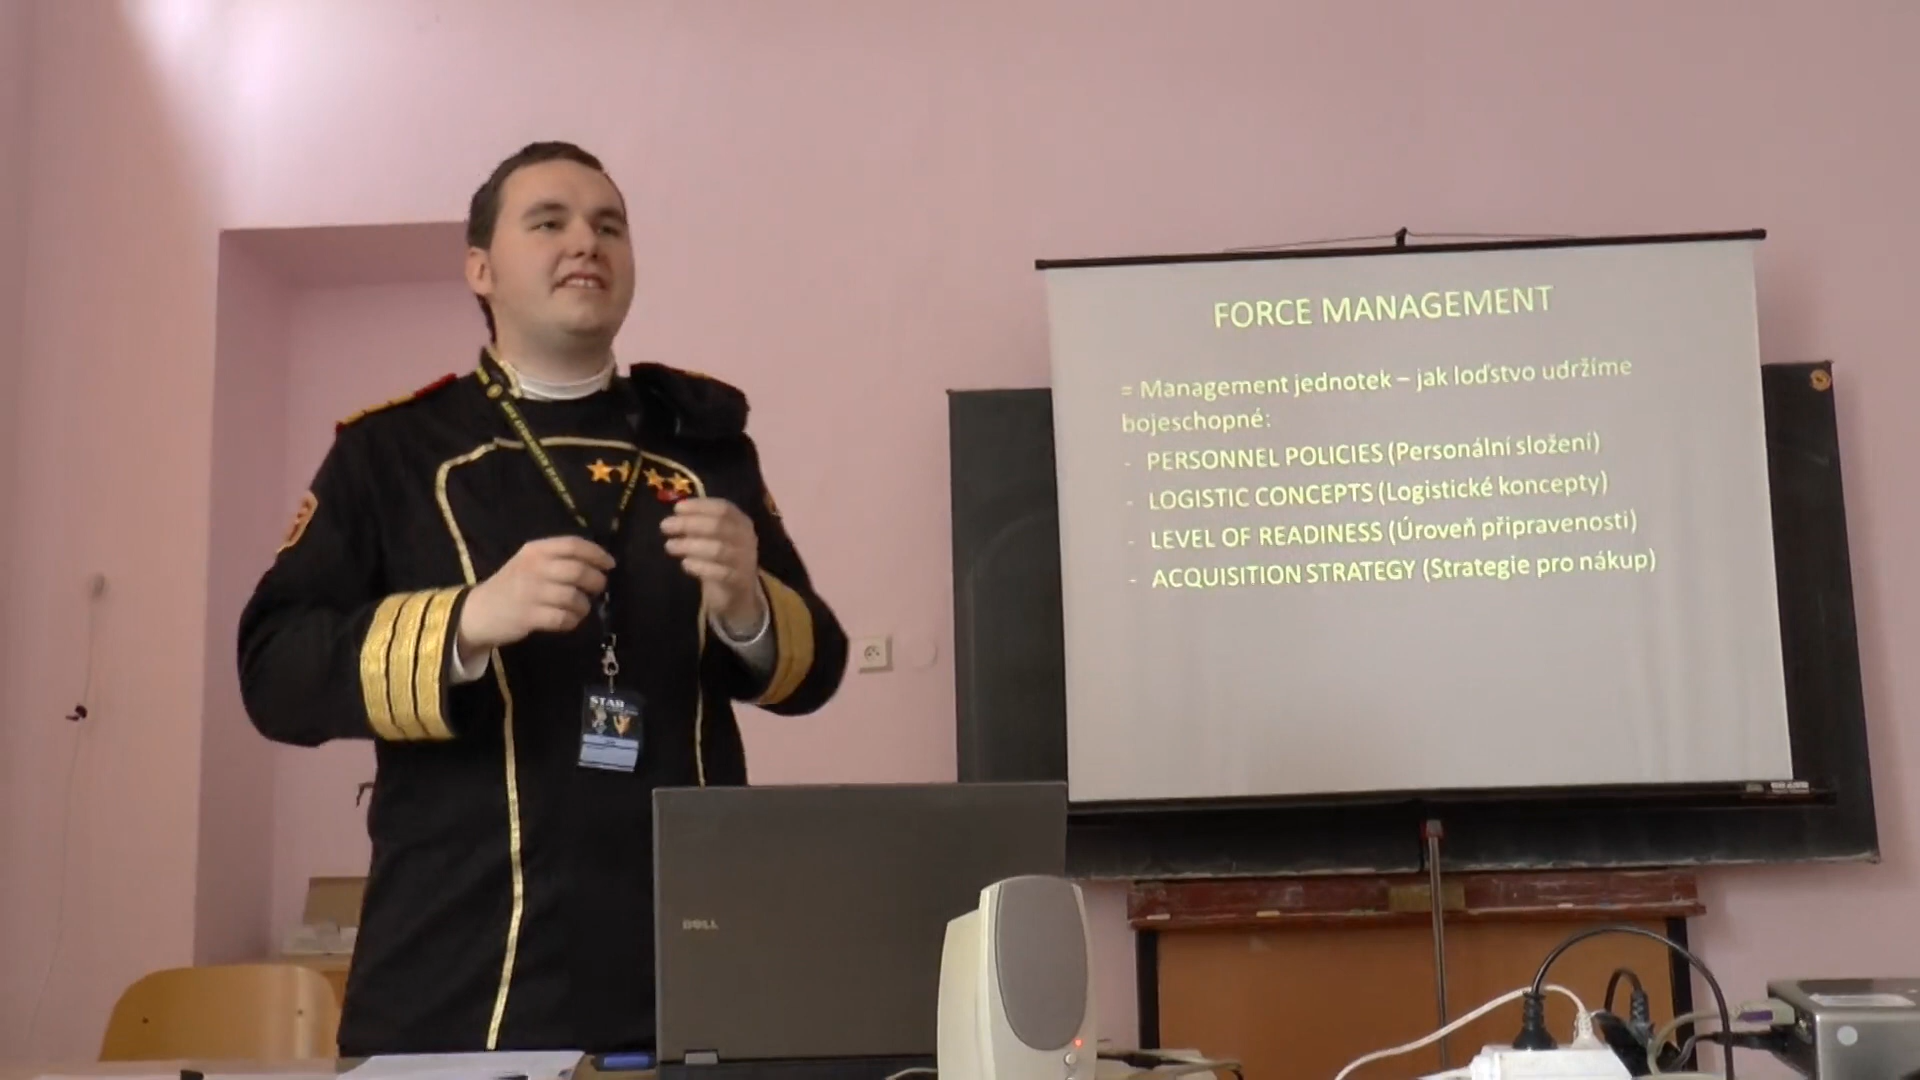 FORCE MANAGEMENT
= Management jednotek – jak loďstvo udržíme
bojeschopné:
- PERSONNEL POLICIES (Personální složení)
- LOGISTIC CONCEPTS (Logistické koncepty)
- LEVEL OF READINESS (Úroveň připravenosti)
- ACQUISITION STRATEGY (Strategie pro nákup)
DELL